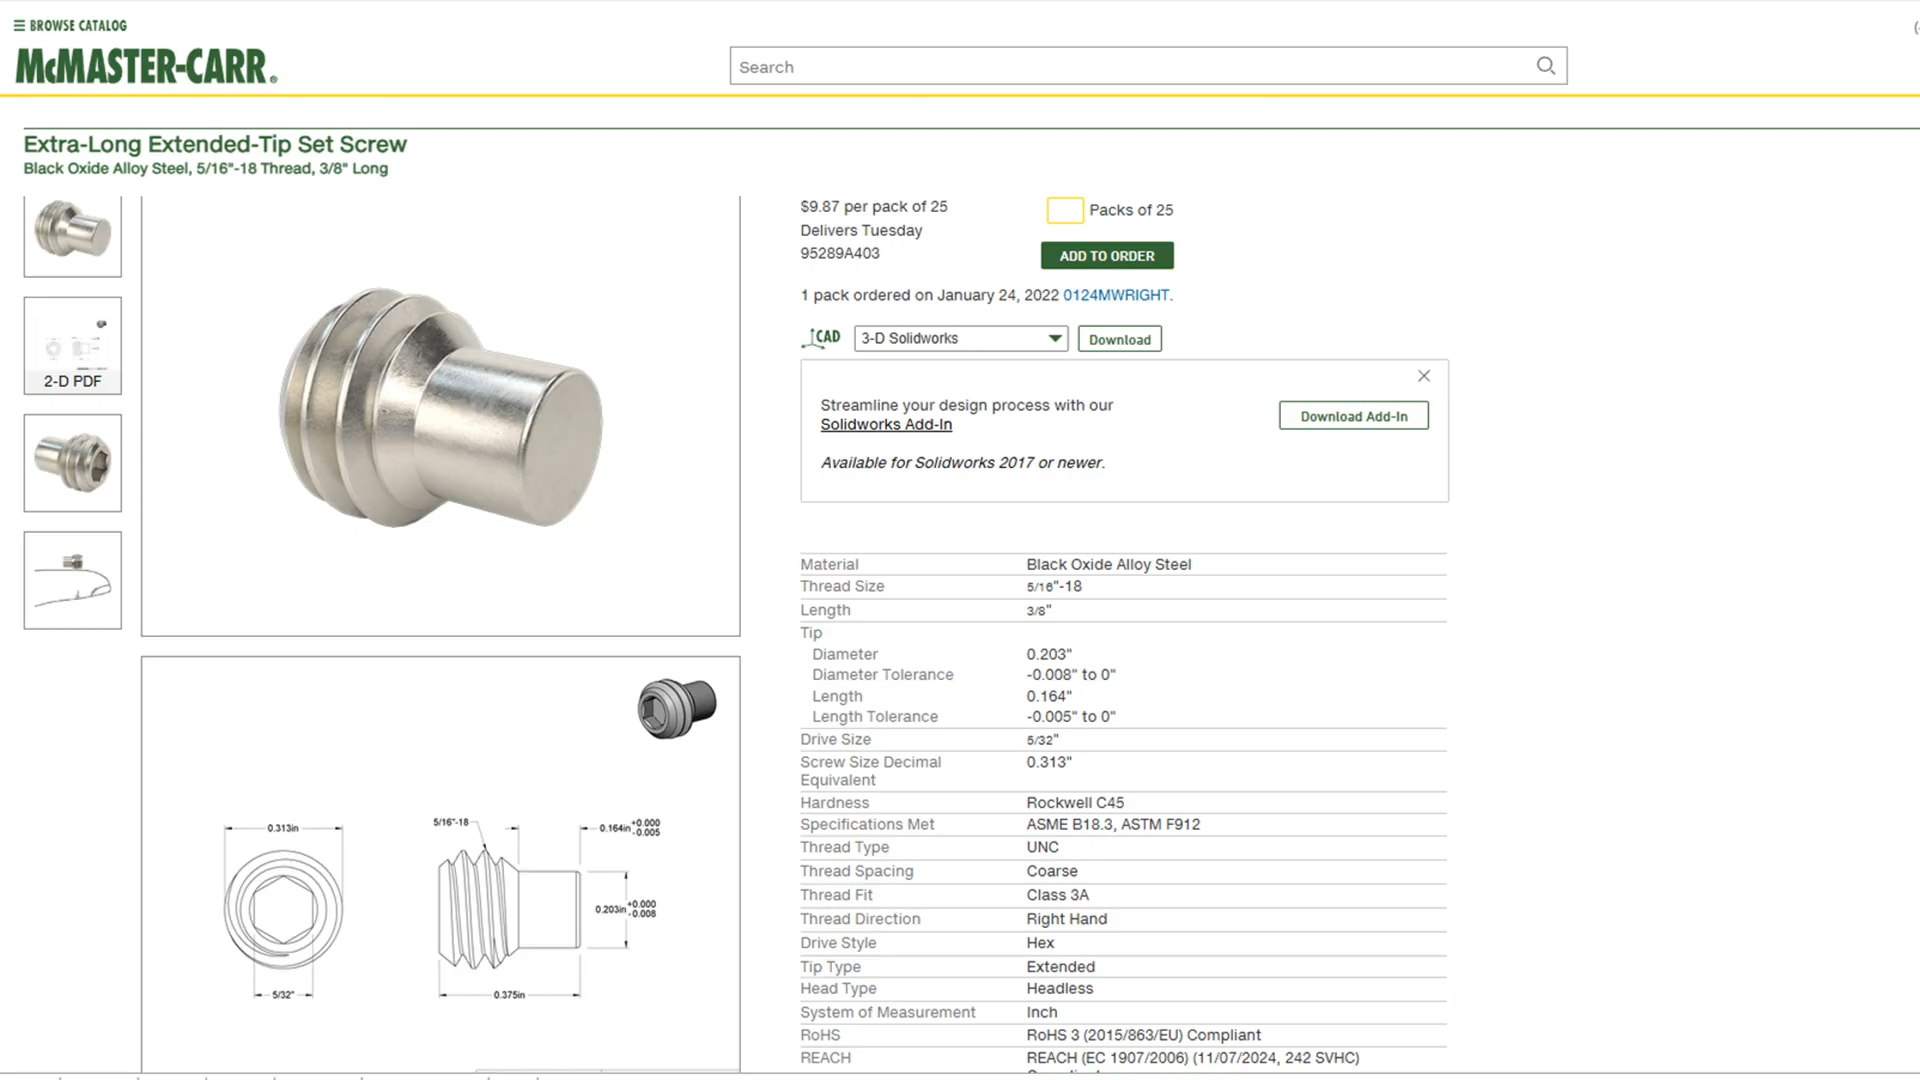 BROWSE CATALOG
McMASTER-CARR®
Search
Extra-Long Extended-Tip Set Screw
Black Oxide Alloy Steel, 5/16"-18 Thread, 3/8" Long
2-D PDF
$9.87 per pack of 25
Packs of 25
Delivers Tuesday
95289A403
ADD TO ORDER
1 pack ordered on January 24, 2022 0124MWRIGHT.
CAD
3-D Solidworks
Download
Streamline your design process with our
Solidworks Add-In
Download Add-In
Available for Solidworks 2017 or newer.
Material Black Oxide Alloy Steel
Thread Size 5/16"-18
Length 3/8"
Tip
Diameter 0.203"
Diameter Tolerance -0.008" to 0"
Length 0.164"
Length Tolerance -0.005" to 0"
Drive Size 5/32"
Screw Size Decimal 0.313"
Equivalent
Hardness Rockwell C45
Specifications Met ASME B18.3, ASTM F912
Thread Type UNC
Thread Spacing Coarse
Thread Fit Class 3A
Thread Direction Right Hand
Drive Style Hex
Tip Type Extended
Head Type Headless
System of Measurement Inch
RoHS RoHS 3 (2015/863/EU) Compliant
REACH REACH (EC 1907/2006) (11/07/2024, 242 SVHC)
0.313in
5/16"-18
0.164in +0.000 -0.005
0.203in +0.000 -0.008
5/32"
0.375in